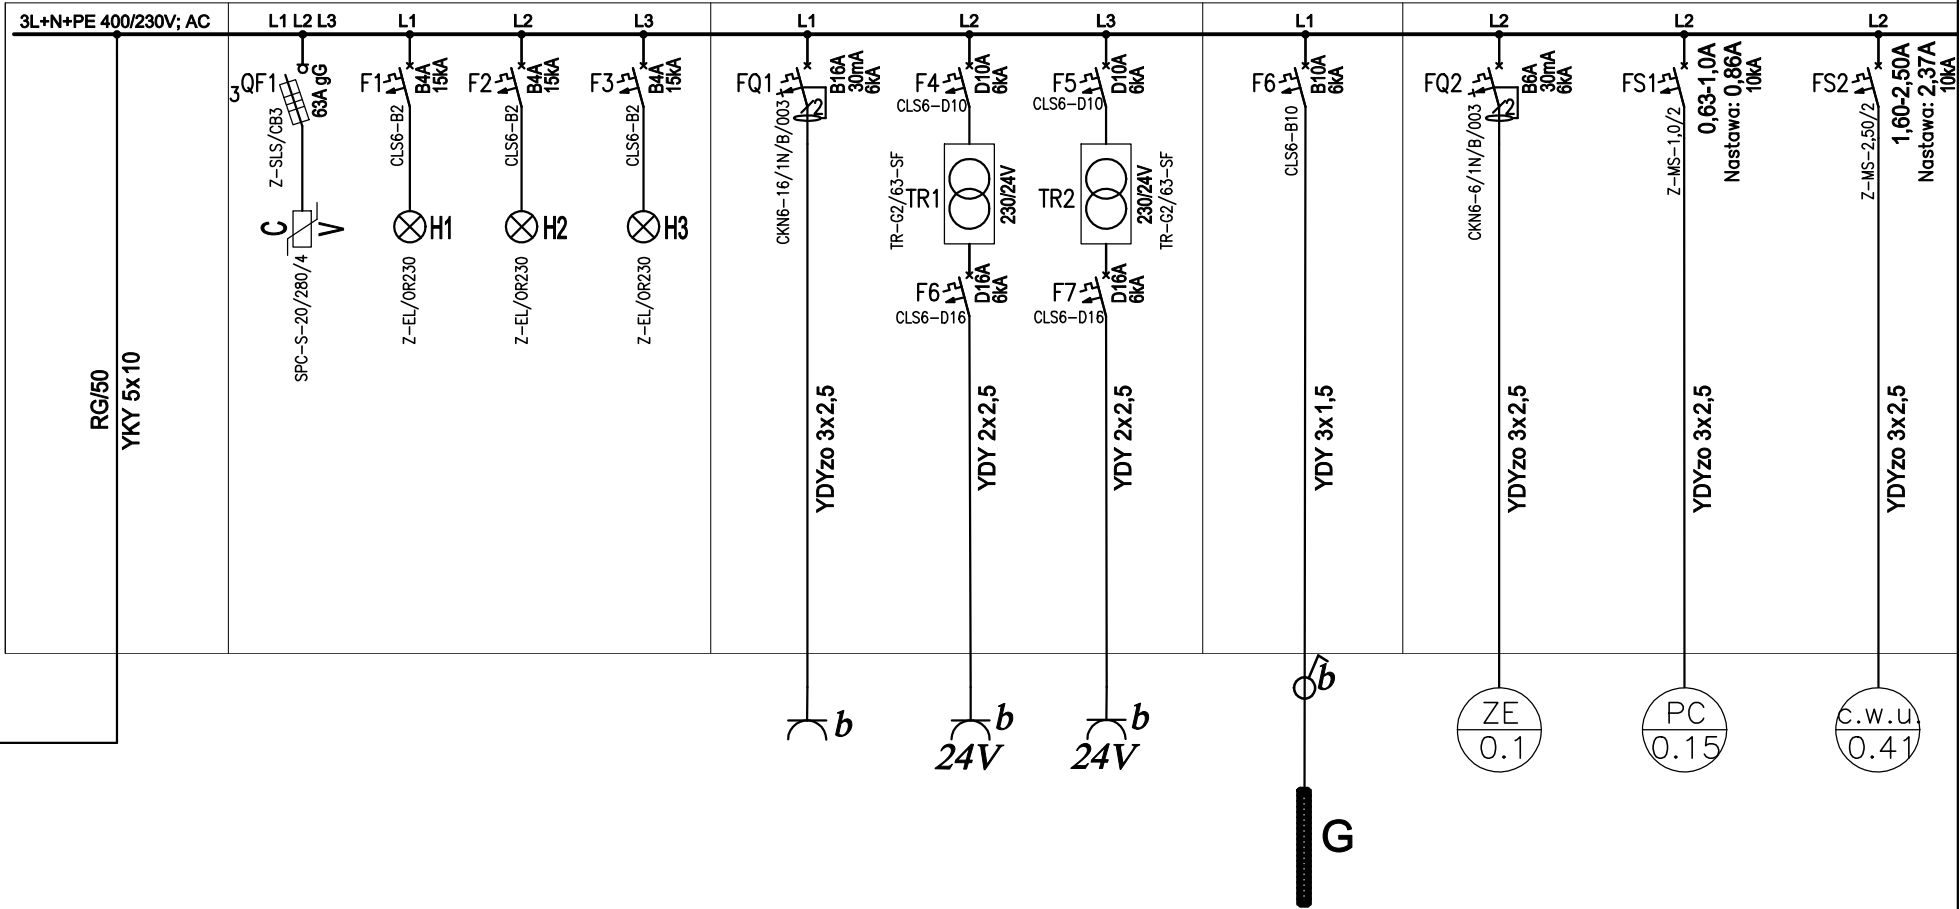 3L+N+PE 400/230V; AC
RG/50
YKY 5x10
L1 L2 L3
3
QF1
63A gG
Z-SLS/CB3
C
V
SPC-S-20/280/4
L1
F1
B4A
15kA
CLS6-B2
H1
Z-EL/OR230
L2
F2
B4A
15kA
CLS6-B2
H2
Z-EL/OR230
L3
F3
B4A
15kA
CLS6-B2
H3
Z-EL/OR230
L1
FQ1
B16A
30mA
6kA
2
CKN6-16/1N/B/003
YDYzo 3x2,5
b
L2
F4
D10A
6kA
CLS6-D10
TR1
TR-G2/63-SF
230/24V
F6
D16A
6kA
CLS6-D16
YDY 2x2,5
b
24V
L3
F5
D10A
6kA
CLS6-D10
TR2
230/24V
TR-G2/63-SF
F7
D16A
6kA
CLS6-D16
YDY 2x2,5
b
24V
L1
F6
B10A
6kA
CLS6-B10
YDY 3x1,5
b
G
L2
FQ2
B6A
30mA
6kA
2
CKN6-6/1N/B/003
YDYzo 3x2,5
ZE
0.1
L2
FS1
0,63-1,0A
Nastawa: 0,86A
10kA
Z-MS-1,0/2
YDYzo 3x2,5
PC
0.15
L2
FS2
1,60-2,50A
Nastawa: 2,37A
10kA
Z-MS-2,50/2
YDYzo 3x2,5
c.w.u.
0.41